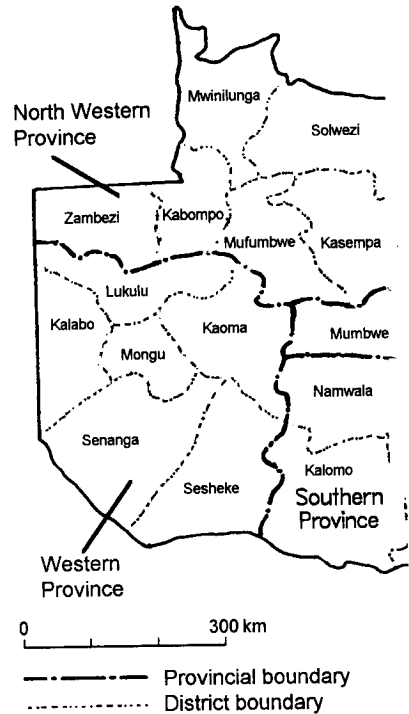 Mwinilunga
North Western
Province
Solwezi
Zambezi
Kabompo
Mufumbwe
Kasempa
Lukulu
Kalabo
Kaoma
Mumbwe
Mongu
Namwala
Senanga
Kalomo
Sesheke
Southern
Province
Western
Province
0
300 km
Provincial boundary
District boundary